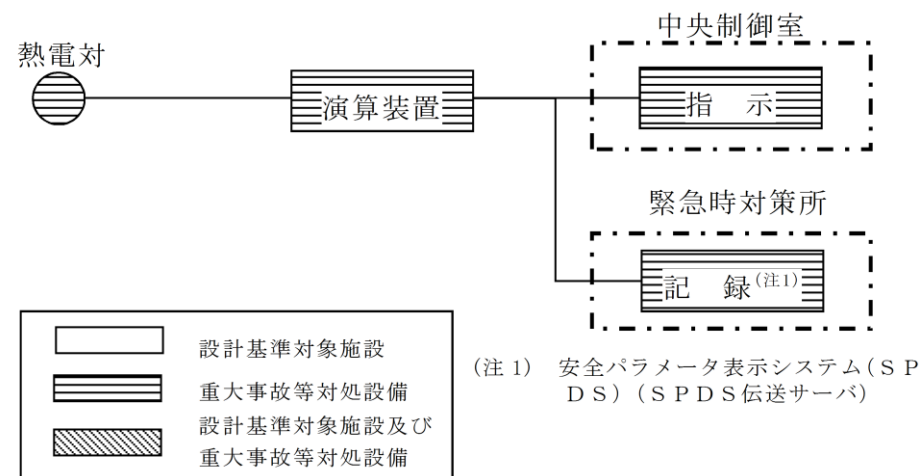 中央制御室
熱電対
演算装置
指 示
緊急時対策所
記 録(注1)
設計基準対象施設
重大事故等対処設備
設計基準対象施設及び
重大事故等対処設備
(注1) 安全パラメータ表示システム(SP
DS)(SPDS伝送サーバ)